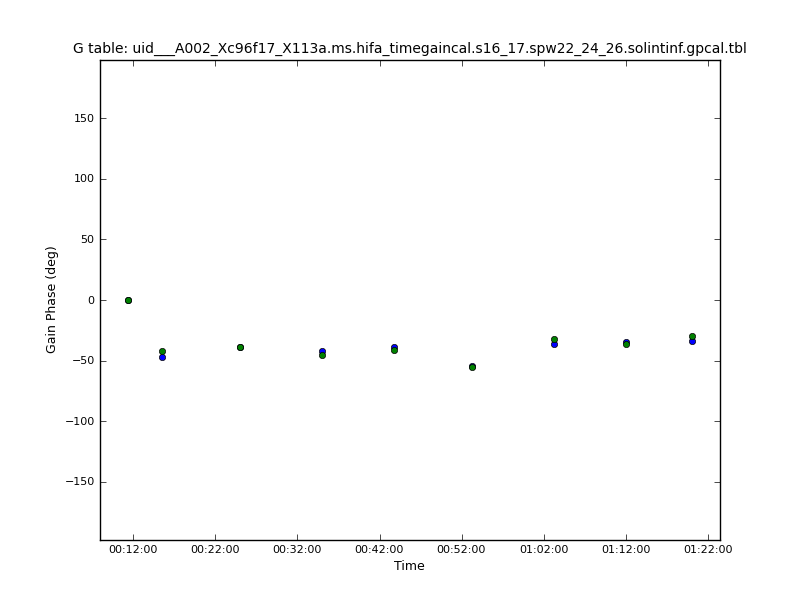 G table: uid___A002_Xc96f17_X113a.ms.hifa_timegaincal.s16_17.spw22_24_26.solintinf.gpcal.tbl
150
100
50
0
−50
−100
−150
Gain Phase (deg)
00:12:00 00:22:00 00:32:00 00:42:00 00:52:00 01:02:00 01:12:00 01:22:00
Time